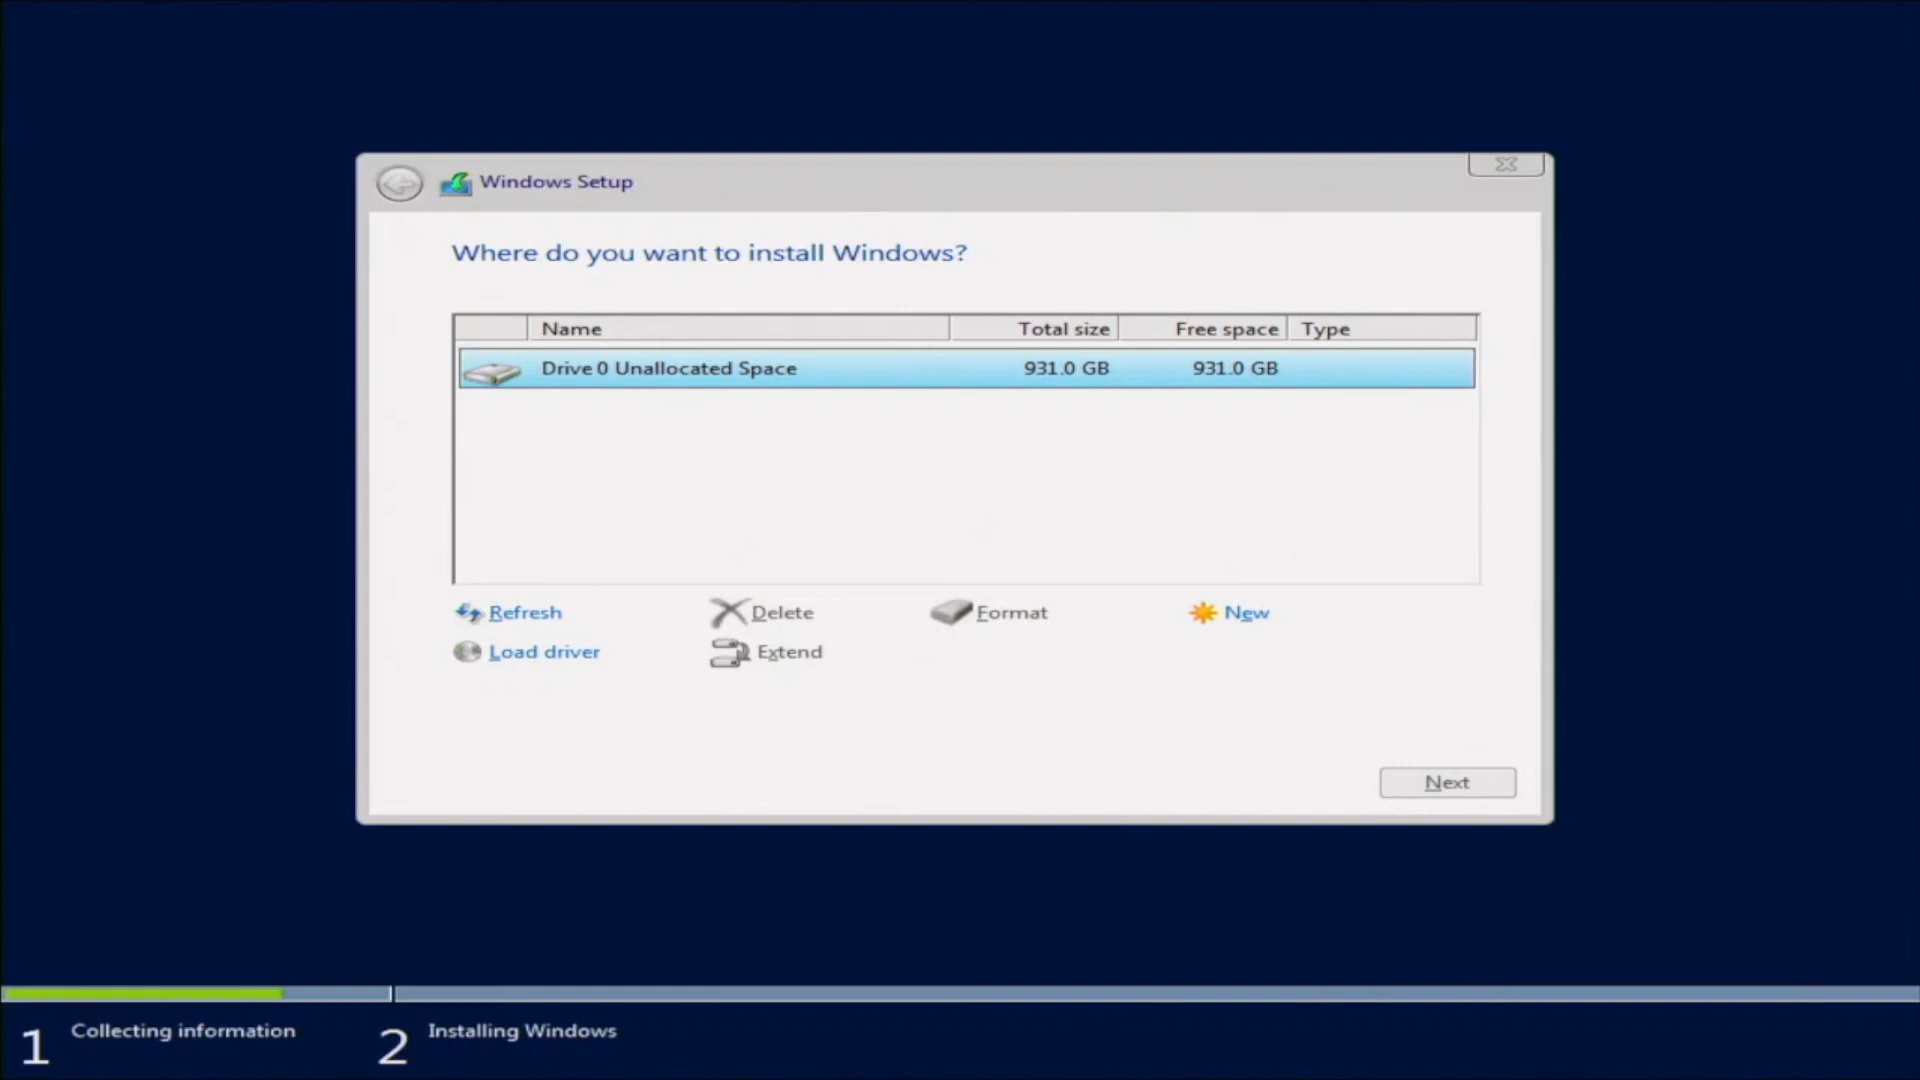 Windows Setup
Where do you want to install Windows?
Name Total size Free space Type
Drive 0 Unallocated Space 931.0 GB 931.0 GB
Refresh Delete Format New
Load driver Extend
Next
1 Collecting information 2 Installing Windows